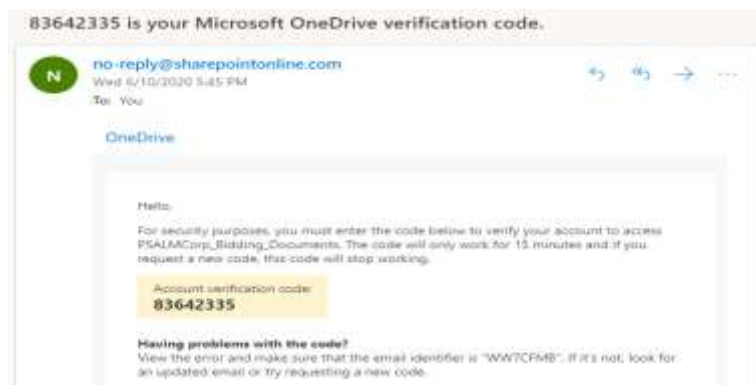 83642335 is your Microsoft OneDrive verification code.
N
no-reply@sharepointonline.com
Wed 6/10/2020 5:45 PM
To: You
OneDrive
Hello,
For security purposes, you must enter the code below to verify your account to access
PSALMCorp_Bidding_Documents. The code will only work for 15 minutes and if you
request a new code, this code will stop working.
Account verification code:
83642335
Having problems with the code?
View the error and make sure that the email identifier is "WW7CFMB". If it's not, look for
an updated email or try requesting a new code.